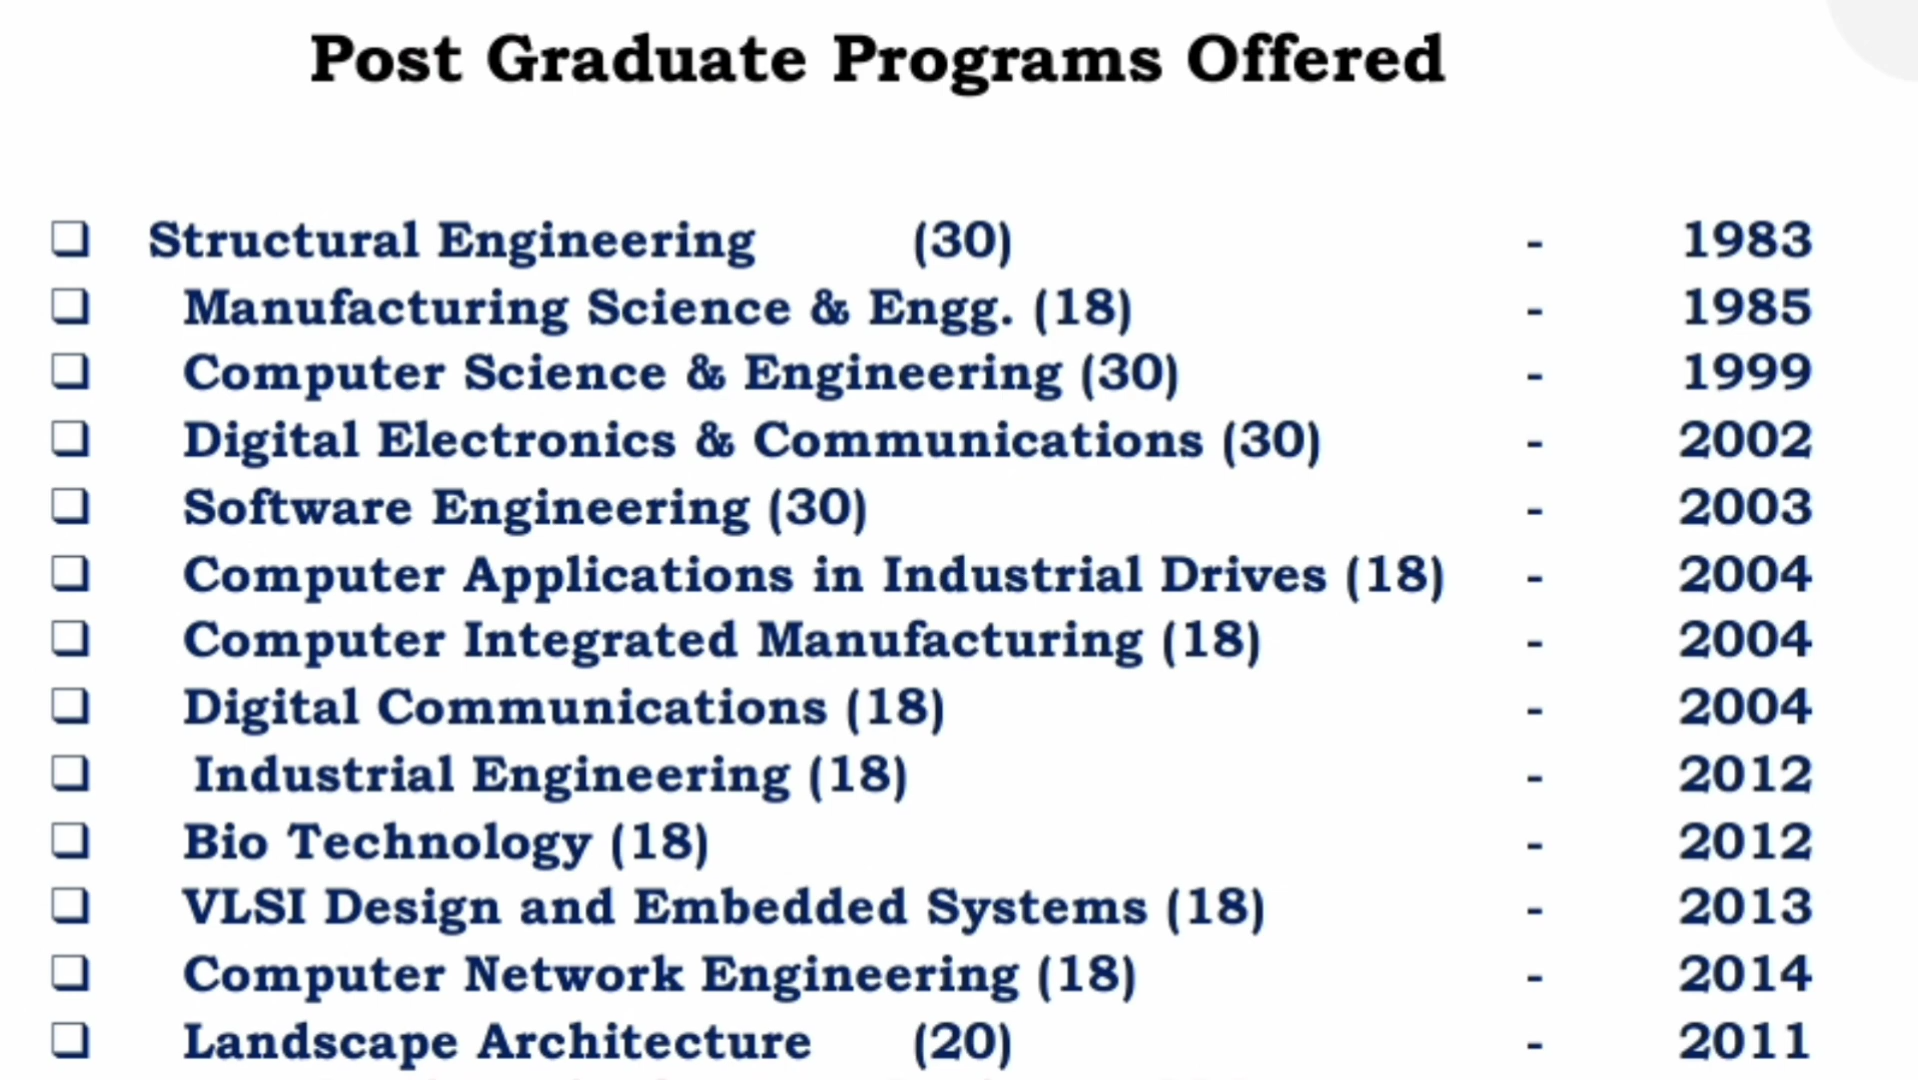 Post Graduate Programs Offered
❑ Structural Engineering (30) - 1983
❑ Manufacturing Science & Engg. (18) - 1985
❑ Computer Science & Engineering (30) - 1999
❑ Digital Electronics & Communications (30) - 2002
❑ Software Engineering (30) - 2003
❑ Computer Applications in Industrial Drives (18) - 2004
❑ Computer Integrated Manufacturing (18) - 2004
❑ Digital Communications (18) - 2004
❑ Industrial Engineering (18) - 2012
❑ Bio Technology (18) - 2012
❑ VLSI Design and Embedded Systems (18) - 2013
❑ Computer Network Engineering (18) - 2014
❑ Landscape Architecture (20) - 2011